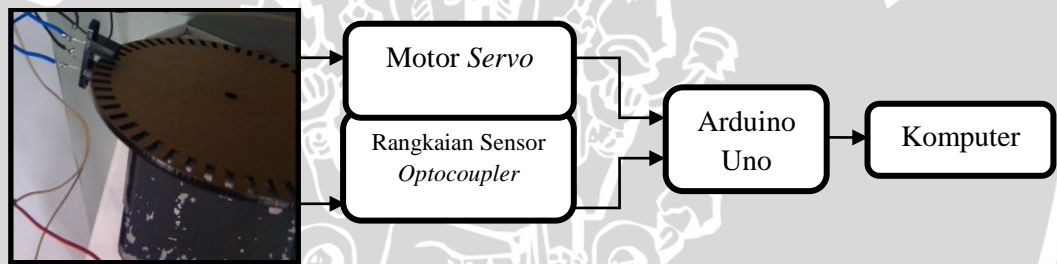 Motor Servo
Rangkaian Sensor
Optocoupler
Arduino
Uno
Komputer